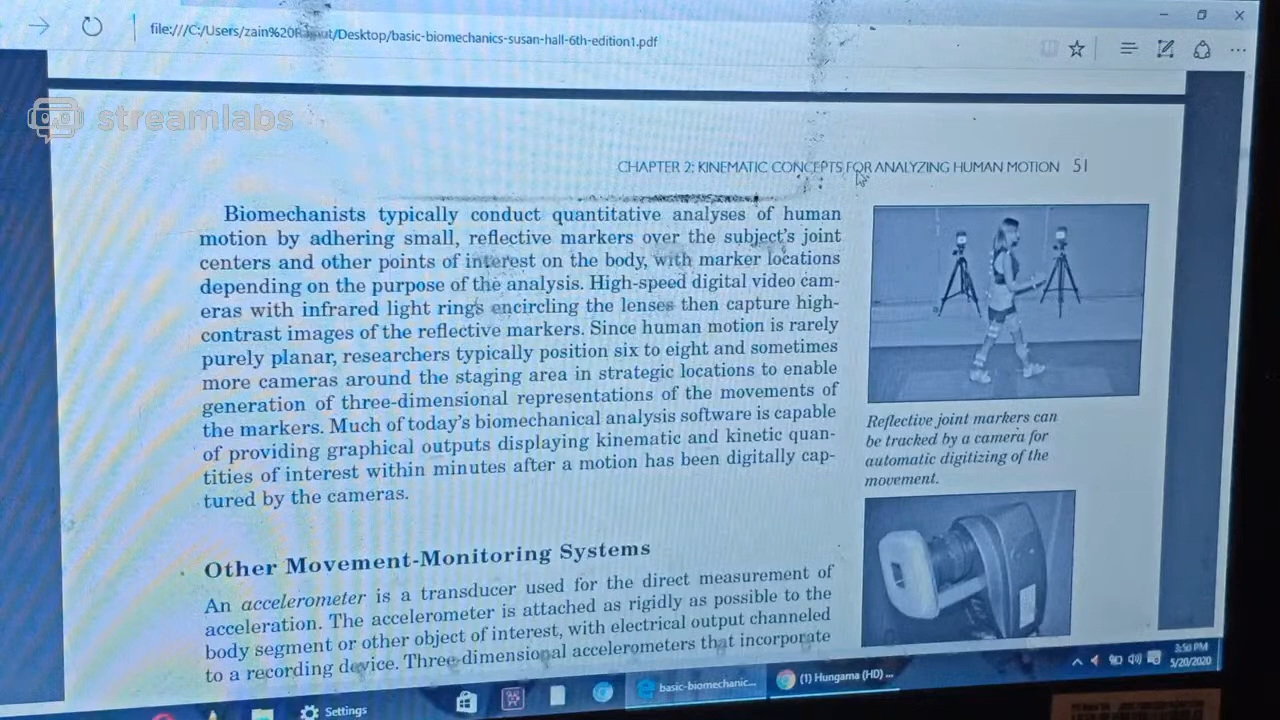 file:///C:/Users/zain%20Rajput/Desktop/basic-biomechanics-susan-hall-6th-edition1.pdf
streamlabs
CHAPTER 2: KINEMATIC CONCEPTS FOR ANALYZING HUMAN MOTION 51
Biomechanists typically conduct quantitative analyses of human
motion by adhering small, reflective markers over the subject's joint
centers and other points of interest on the body, with marker locations
depending on the purpose of the analysis. High-speed digital video cam-
eras with infrared light rings encircling the lenses then capture high-
contrast images of the reflective markers. Since human motion is rarely
purely planar, researchers typically position six to eight and sometimes
more cameras around the staging area in strategic locations to enable
generation of three-dimensional representations of the movements of
the markers. Much of today's biomechanical analysis software is capable
of providing graphical outputs displaying kinematic and kinetic quan-
tities of interest within minutes after a motion has been digitally cap-
tured by the cameras.
Reflective joint markers can
be tracked by a camera for
automatic digitizing of the
movement.
Other Movement-Monitoring Systems
An accelerometer is a transducer used for the direct measurement of
acceleration. The accelerometer is attached as rigidly as possible to the
body segment or other object of interest, with electrical output channeled
to a recording device. Three-dimensional accelerometers that incorporate
Settings
basic-biomechanic...
(1) Hungama (HD) ...
3:50 PM
5/20/2020